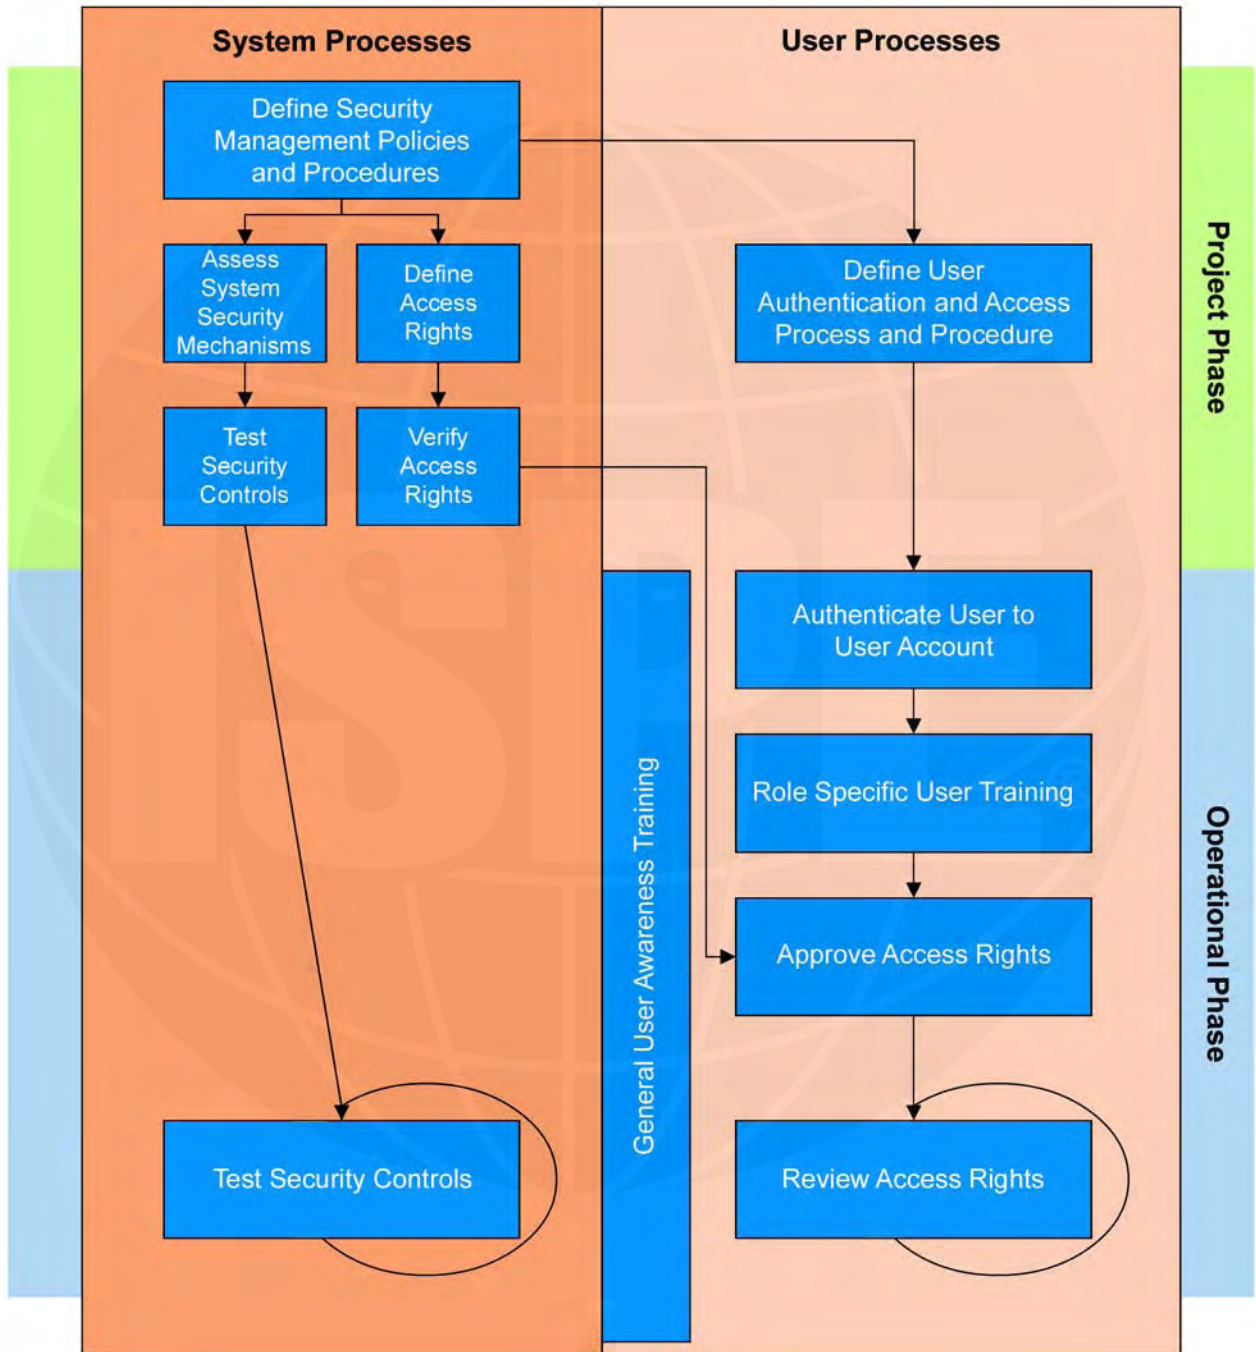 System Processes
User Processes
Define Security
Management Policies
and Procedures
Assess
System
Security
Mechanisms
Define
Access
Rights
Define User
Authentication and Access
Process and Procedure
Project Phase
Test
Security
Controls
Verify
Access
Rights
Authenticate User to
User Account
Role Specific User Training
General User Awareness Training
Approve Access Rights
Operational Phase
Test Security Controls
Review Access Rights
ISPE
®